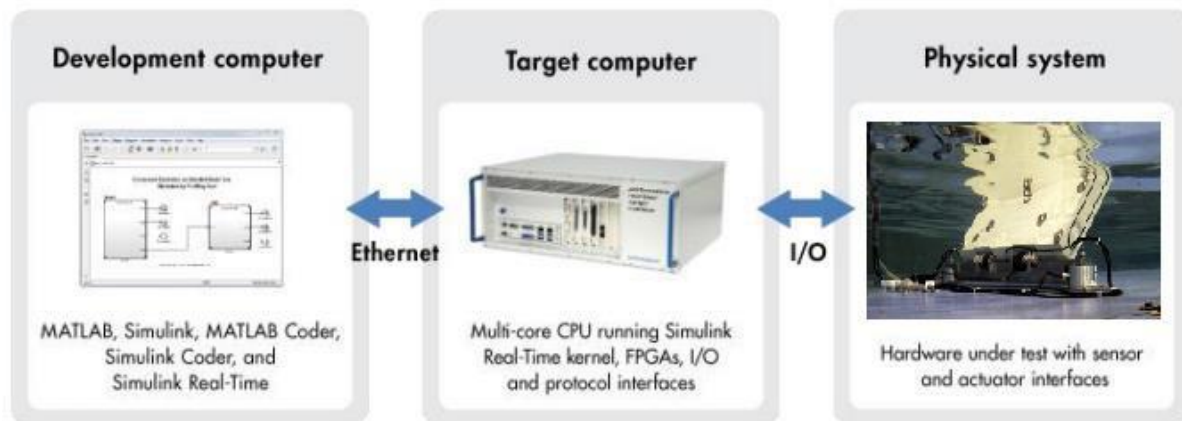 Development computer
MATLAB, Simulink, MATLAB Coder,
Simulink Coder, and
Simulink Real-Time
Ethernet
Target computer
Multi-core CPU running Simulink
Real-Time kernel, FPGAs, I/O
and protocol interfaces
I/O
Physical system
Hardware under test with sensor
and actuator interfaces